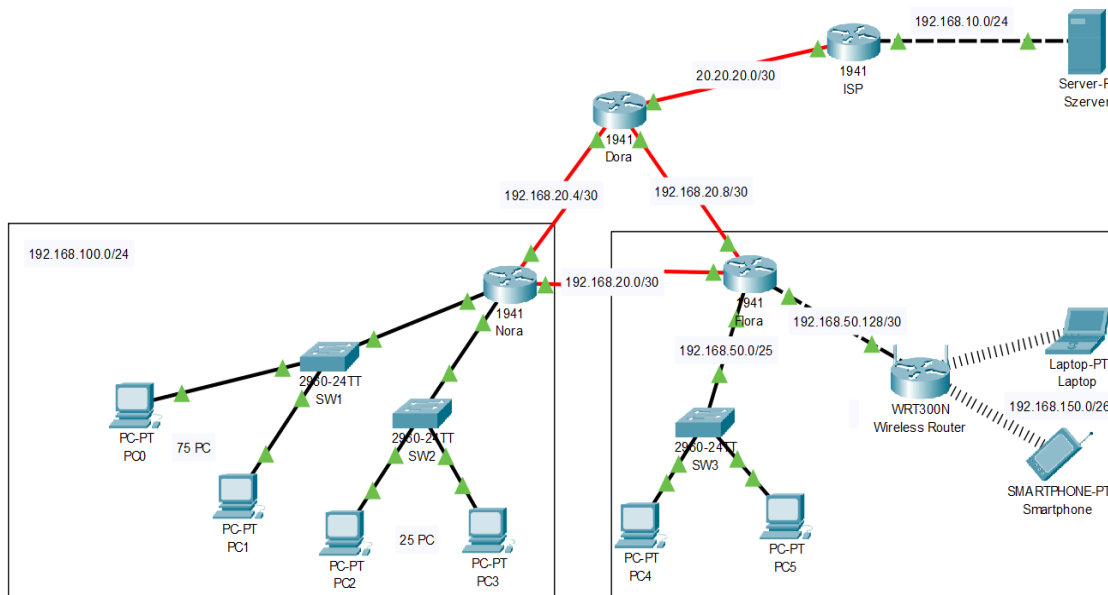 192.168.10.0/24
1941
ISP
Server-P
Szerver
20.20.20.0/30
1941
Dora
192.168.20.4/30
192.168.20.8/30
192.168.100.0/24
192.168.20.0/30
1941
Nora
1941
Flora
192.168.50.128/30
192.168.50.0/25
2960-24TT
SW1
2960-24TT
SW2
2960-24TT
SW3
Laptop-PT
Laptop
WRT300N
Wireless Router
192.168.150.0/26
SMARTPHONE-PT
Smartphone
PC-PT
PC0
75 PC
PC-PT
PC1
PC-PT
PC2
25 PC
PC-PT
PC3
PC-PT
PC4
PC-PT
PC5